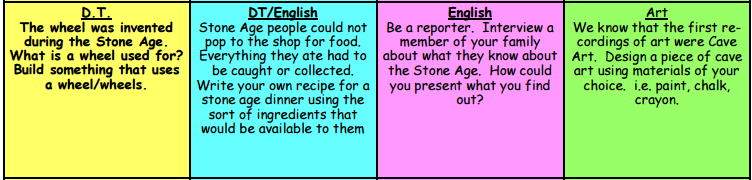 D.T.
The wheel was invented
during the Stone Age.
What is a wheel used for?
Build something that uses
a wheel/wheels.
DT/English
Stone Age people could not
pop to the shop for food.
Everything they ate had to
be caught or collected.
Write your own recipe for a
stone age dinner using the
sort of ingredients that
would be available to them
English
Be a reporter. Interview a
member of your family
about what they know about
the Stone Age. How could
you present what you find
out?
Art
We know that the first re-
cordings of art were Cave
Art. Design a piece of cave
art using materials of your
choice. i.e. paint, chalk,
crayon.